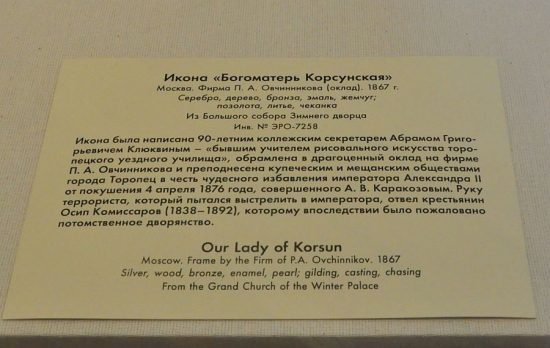 Икона «Богоматерь Корсунская»
Москва. Фирма П. А. Овчинникова (оклад). 1867 г.
Серебро, дерево, бронза, эмаль, жемчуг;
позолота, литье, чеканка
Из Большого собора Зимнего дворца
Инв. № ЭРО-7258
Икона была написана 90-летним коллежским секретарем Абрамом Григо-
рьевичем Клюквиным – «бывшим учителем рисовального искусства торо-
пецкого уездного училища», обрамлена в драгоценный оклад на фирме
П. А. Овчинникова и преподнесена купеческим и мещанским обществами
города Торопец в честь чудесного избавления императора Александра II
от покушения 4 апреля 1876 года, совершенного А. В. Каракозовым. Руку
террориста, который пытался выстрелить в императора, отвел крестьянин
Осип Комиссаров (1838–1892), которому впоследствии было пожаловано
потомственное дворянство.
Our Lady of Korsun
Moscow. Frame by the Firm of P.A. Ovchinnikov. 1867
Silver, wood, bronze, enamel, pearl; gilding, casting, chasing
From the Grand Church of the Winter Palace